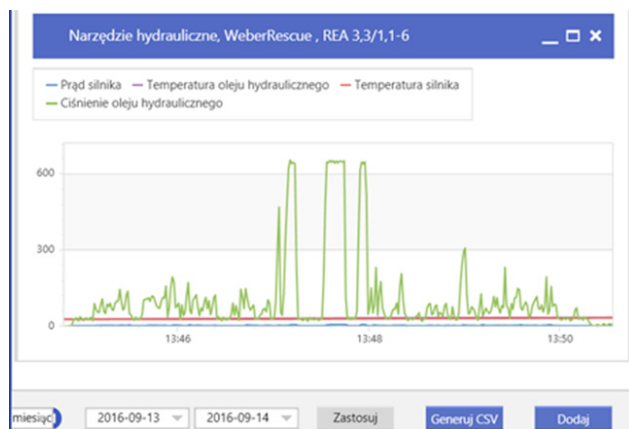 Narzędzie hydrauliczne, WeberRescue , REA 3,3/1,1-6
Prąd silnika Temperatura oleju hydraulicznego Temperatura silnika
Ciśnienie oleju hydraulicznego
600
300
0
13:46 13:48 13:50
miesiąc 2016-09-13 2016-09-14 Zastosuj Generuj CSV Dodaj